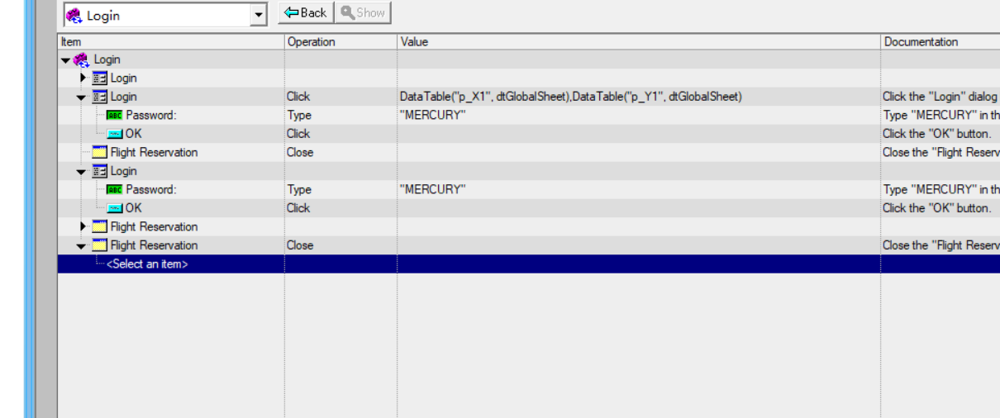 Login Back Show
Item Operation Value Documentation
Login
Login
Login Click DataTable("p_X1", dtGlobalSheet),DataTable("p_Y1", dtGlobalSheet) Click the "Login" dialog
ABC Password: Type "MERCURY" Type "MERCURY" in th
OK Click Click the "OK" button.
Flight Reservation Close Close the "Flight Reserv
Login
ABC Password: Type "MERCURY" Type "MERCURY" in th
OK Click Click the "OK" button.
Flight Reservation
Flight Reservation Close Close the "Flight Reserv
<Select an item>